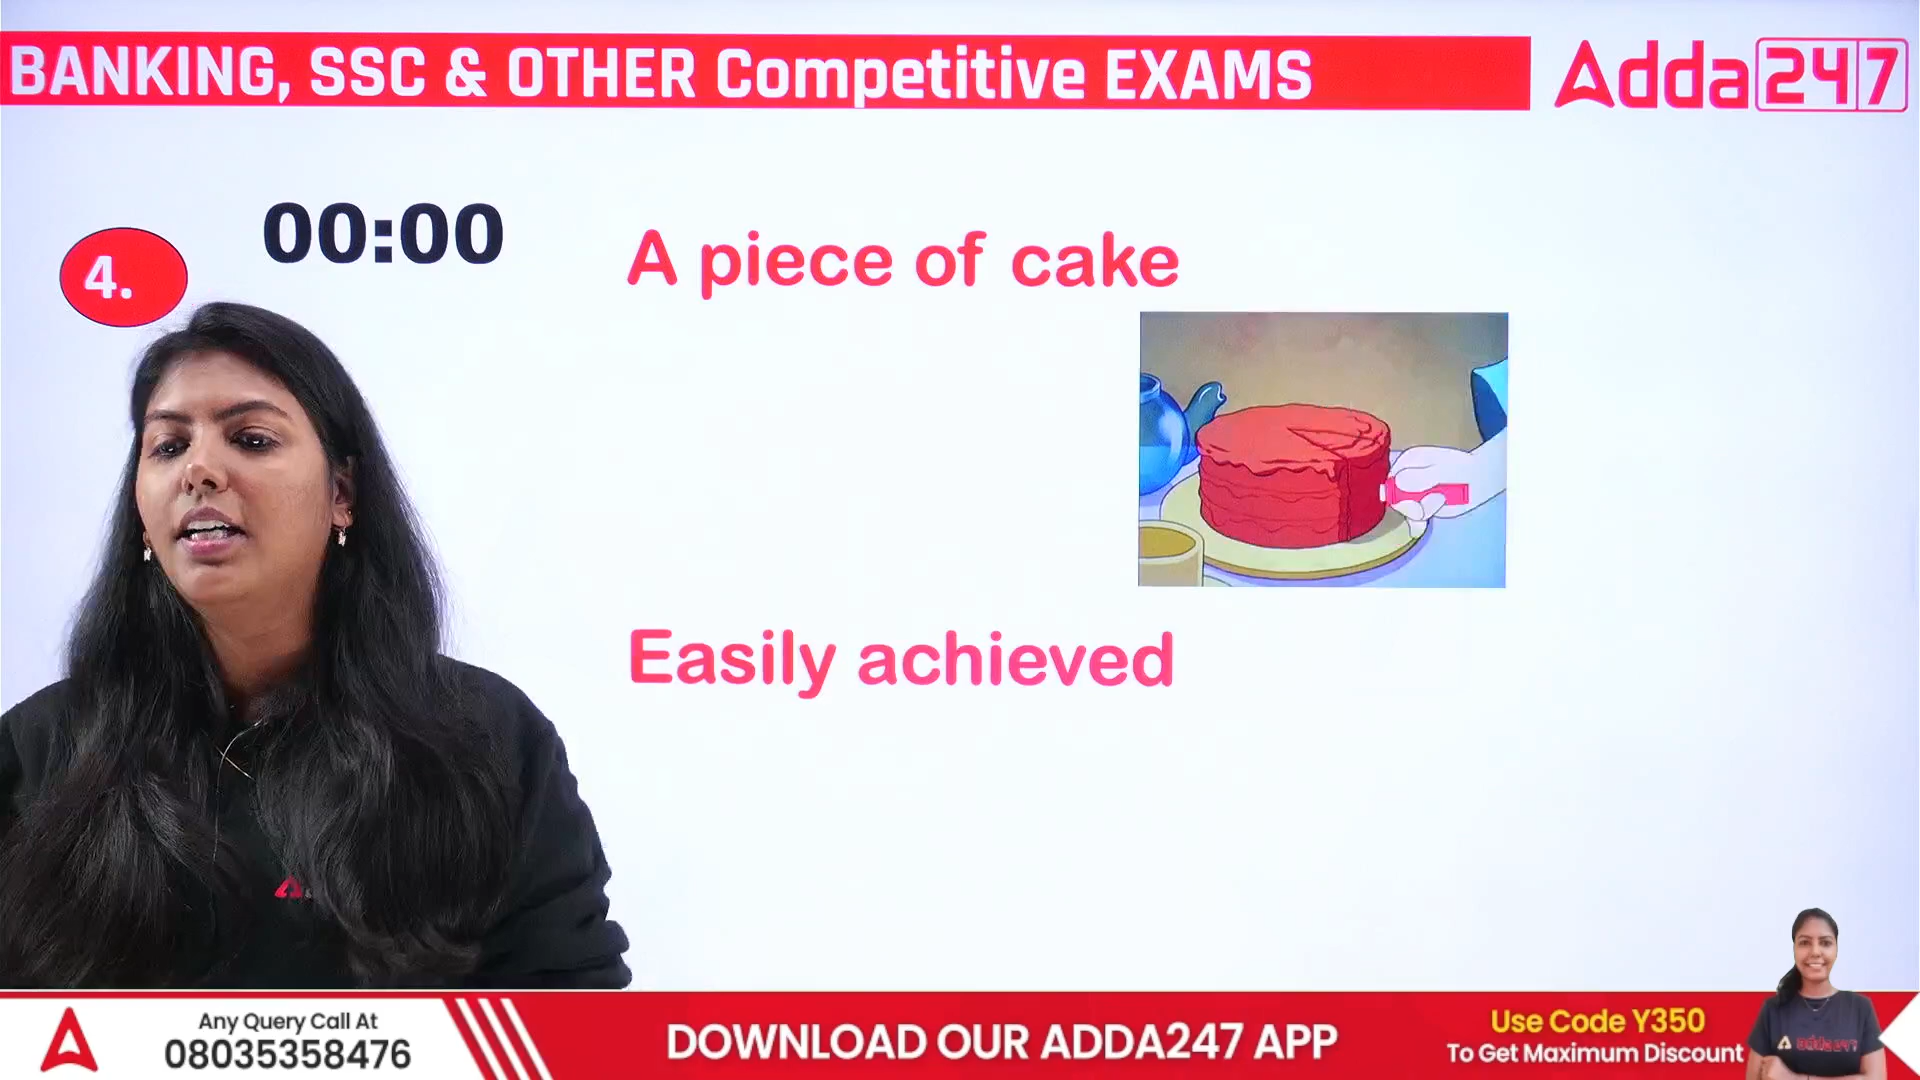 BANKING, SSC & OTHER Competitive EXAMS
Adda247
00:00
4.
A piece of cake
Easily achieved
Any Query Call At
08035358476
DOWNLOAD OUR ADDA247 APP
Use Code Y350
To Get Maximum Discount